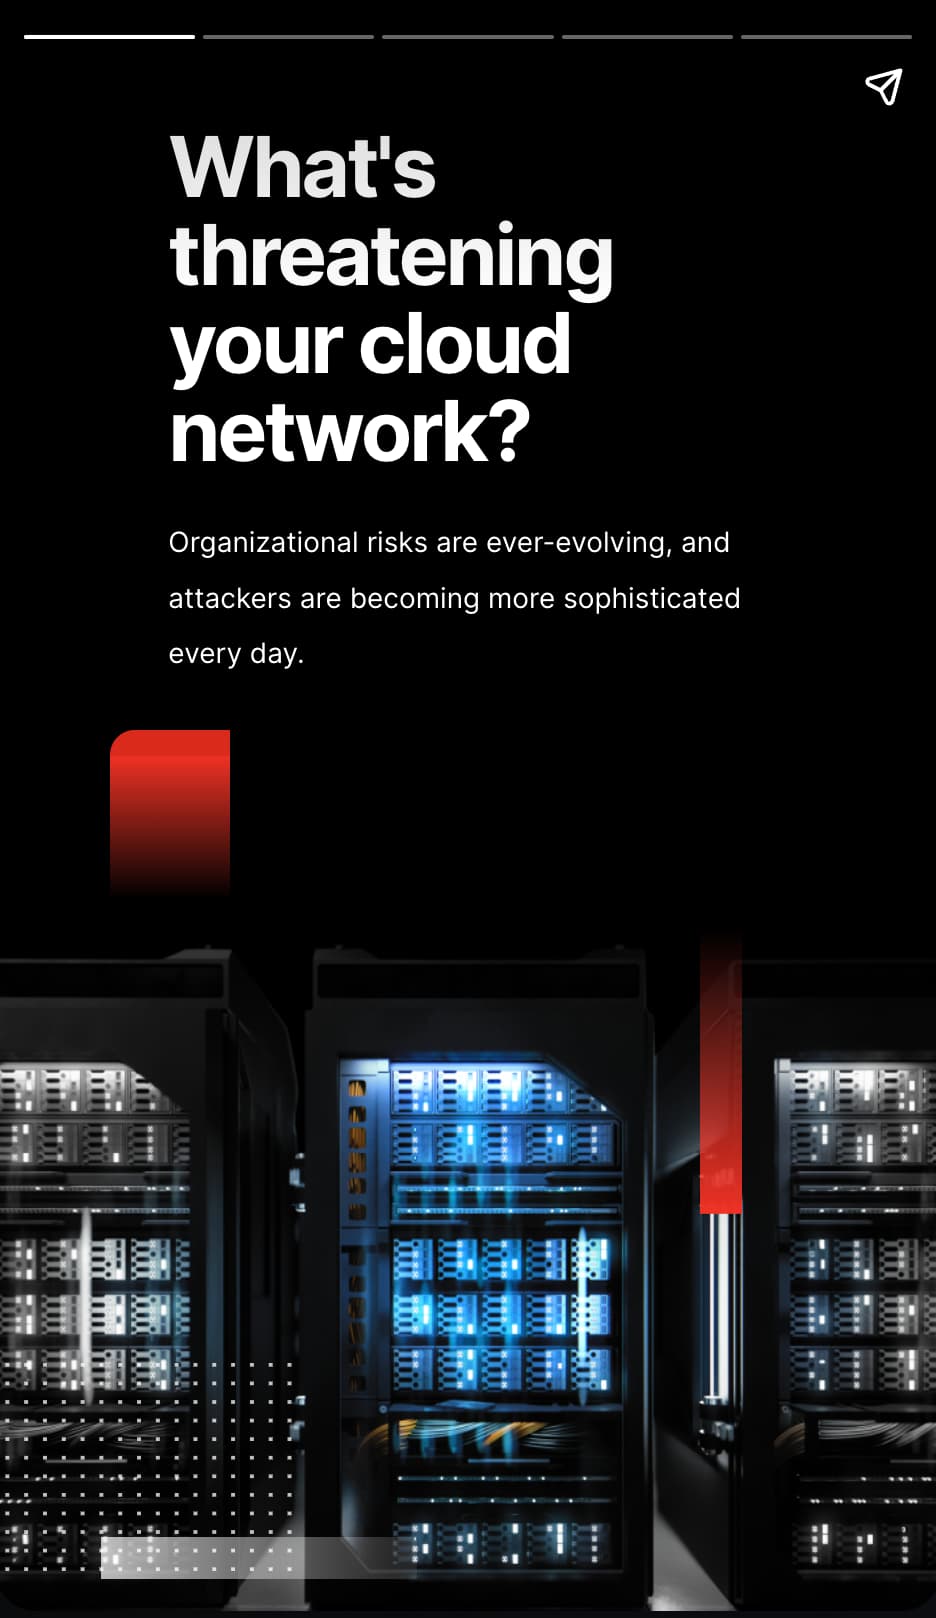 What's
threatening
your cloud
network?
Organizational risks are ever-evolving, and
attackers are becoming more sophisticated
every day.